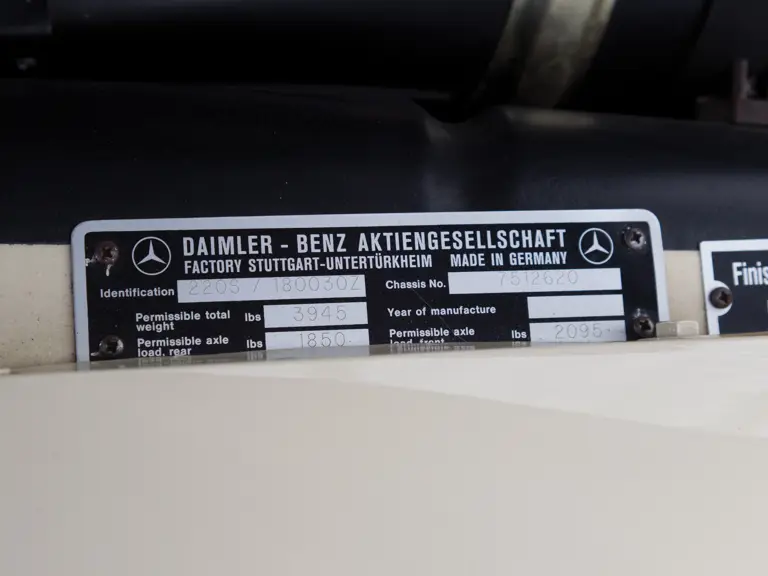 DAIMLER - BENZ AKTIENGESELLSCHAFT
FACTORY STUTTGART-UNTERTÜRKHEIM MADE IN GERMANY
Identification 220S / 180030Z Chassis No. 7512620
Permissible total weight lbs 3945 Year of manufacture
Permissible axle load, rear lbs 1850 Permissible axle load, front lbs 2095
Finis